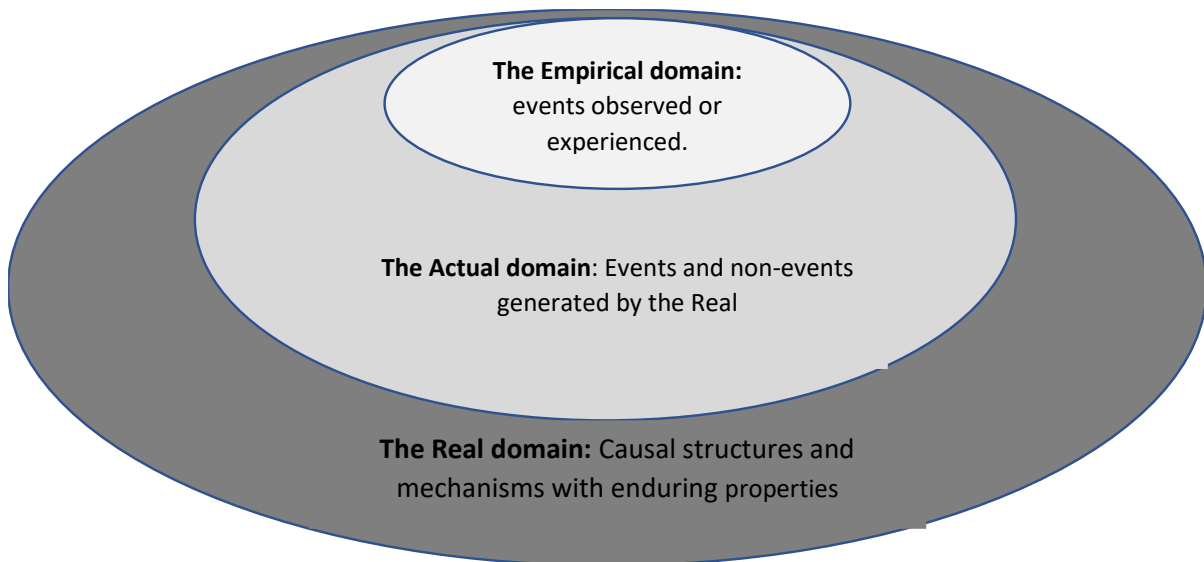 The Empirical domain:
events observed or
experienced.
The Actual domain: Events and non-events
generated by the Real
The Real domain: Causal structures and
mechanisms with enduring properties